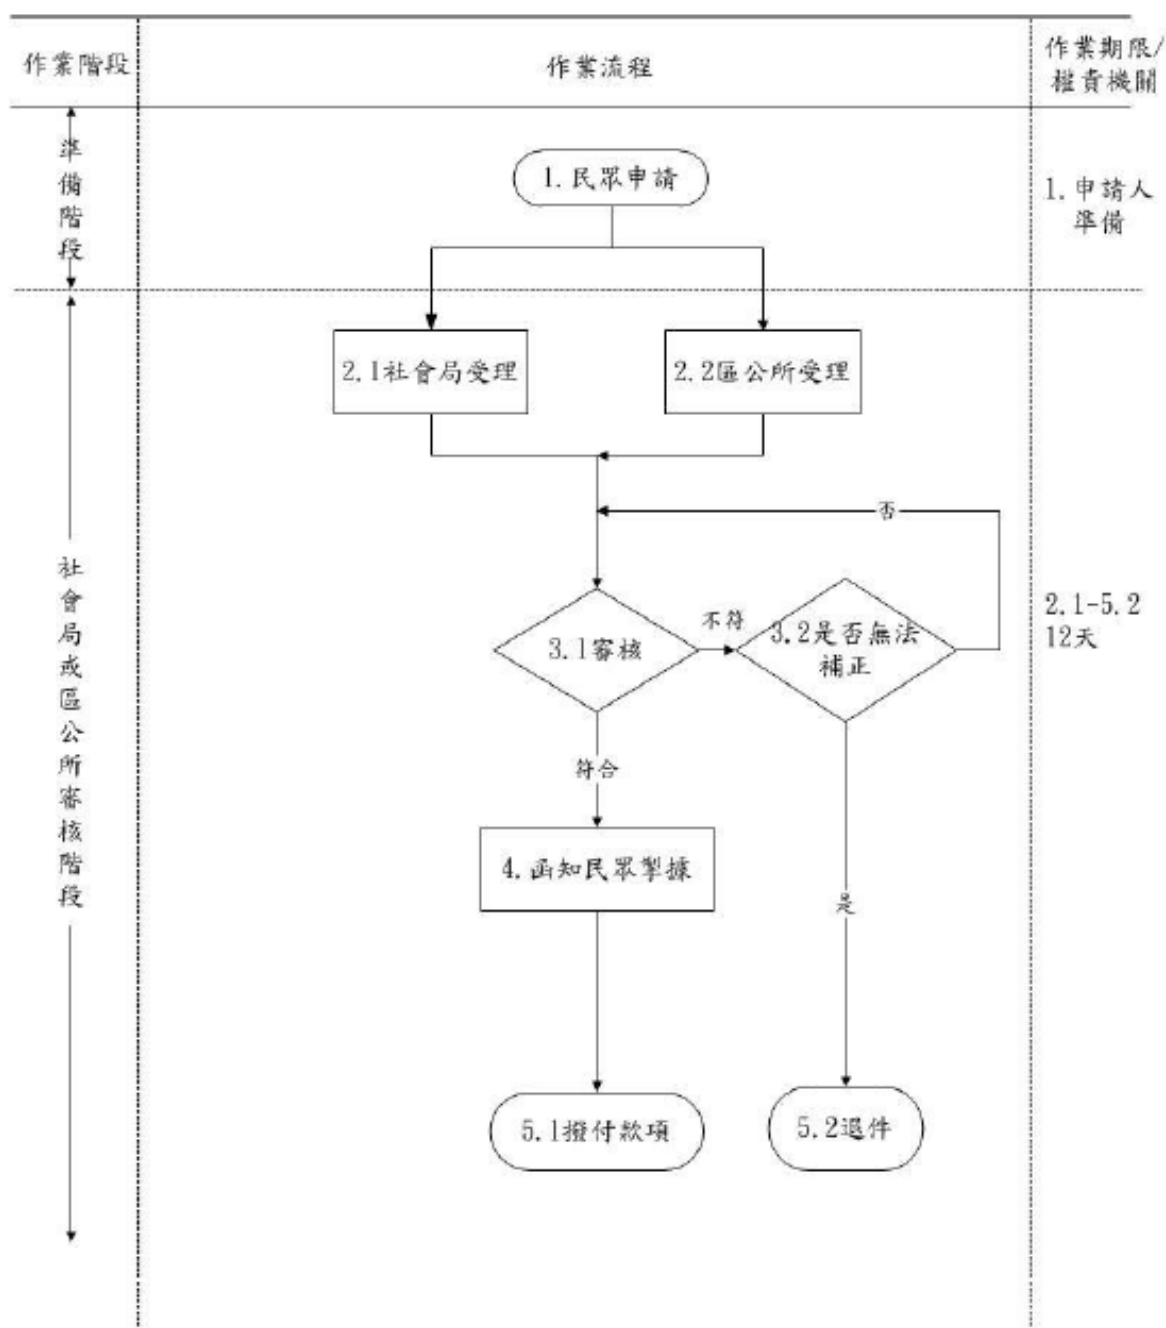 作業階段
作業流程
作業期限/
權責機關
準備階段
1.民眾申請
1.申請人
準備
2.1社會局受理
2.2區公所受理
否
社會局或區公所審核階段
3.1審核
不符
3.2是否無法
補正
2.1-5.2
12天
符合
4.函知民眾掣據
是
5.1撥付款項
5.2退件